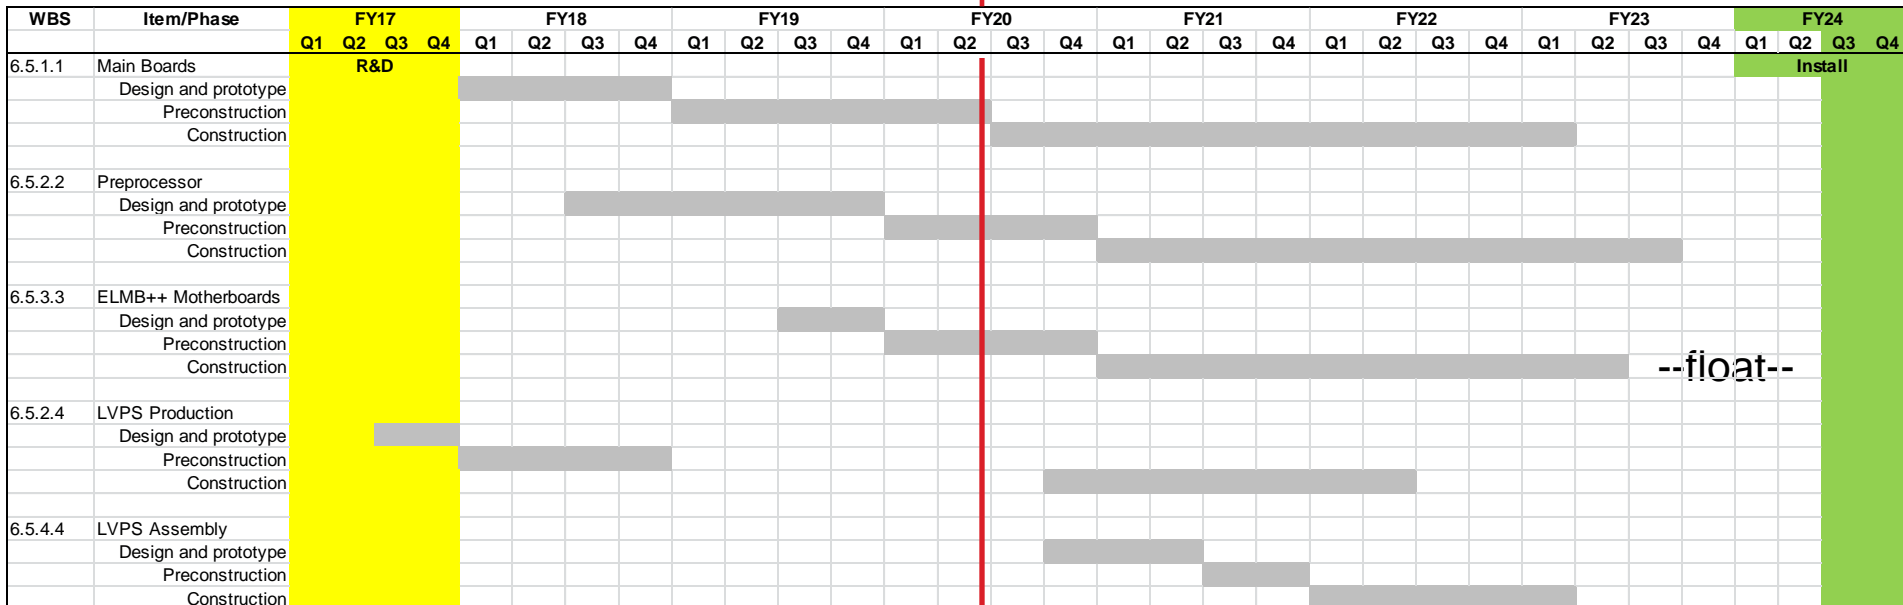 WBS Item/Phase FY17 FY18 FY19 FY20 FY21 FY22 FY23 FY24
Q1 Q2 Q3 Q4 Q1 Q2 Q3 Q4 Q1 Q2 Q3 Q4 Q1 Q2 Q3 Q4 Q1 Q2 Q3 Q4 Q1 Q2 Q3 Q4 Q1 Q2 Q3 Q4 Q1 Q2 Q3 Q4
6.5.1.1 Main Boards R&D Install
Design and prototype
Preconstruction
Construction
6.5.2.2 Preprocessor
Design and prototype
Preconstruction
Construction
6.5.3.3 ELMB++ Motherboards
Design and prototype
Preconstruction
Construction --float--
6.5.2.4 LVPS Production
Design and prototype
Preconstruction
Construction
6.5.4.4 LVPS Assembly
Design and prototype
Preconstruction
Construction